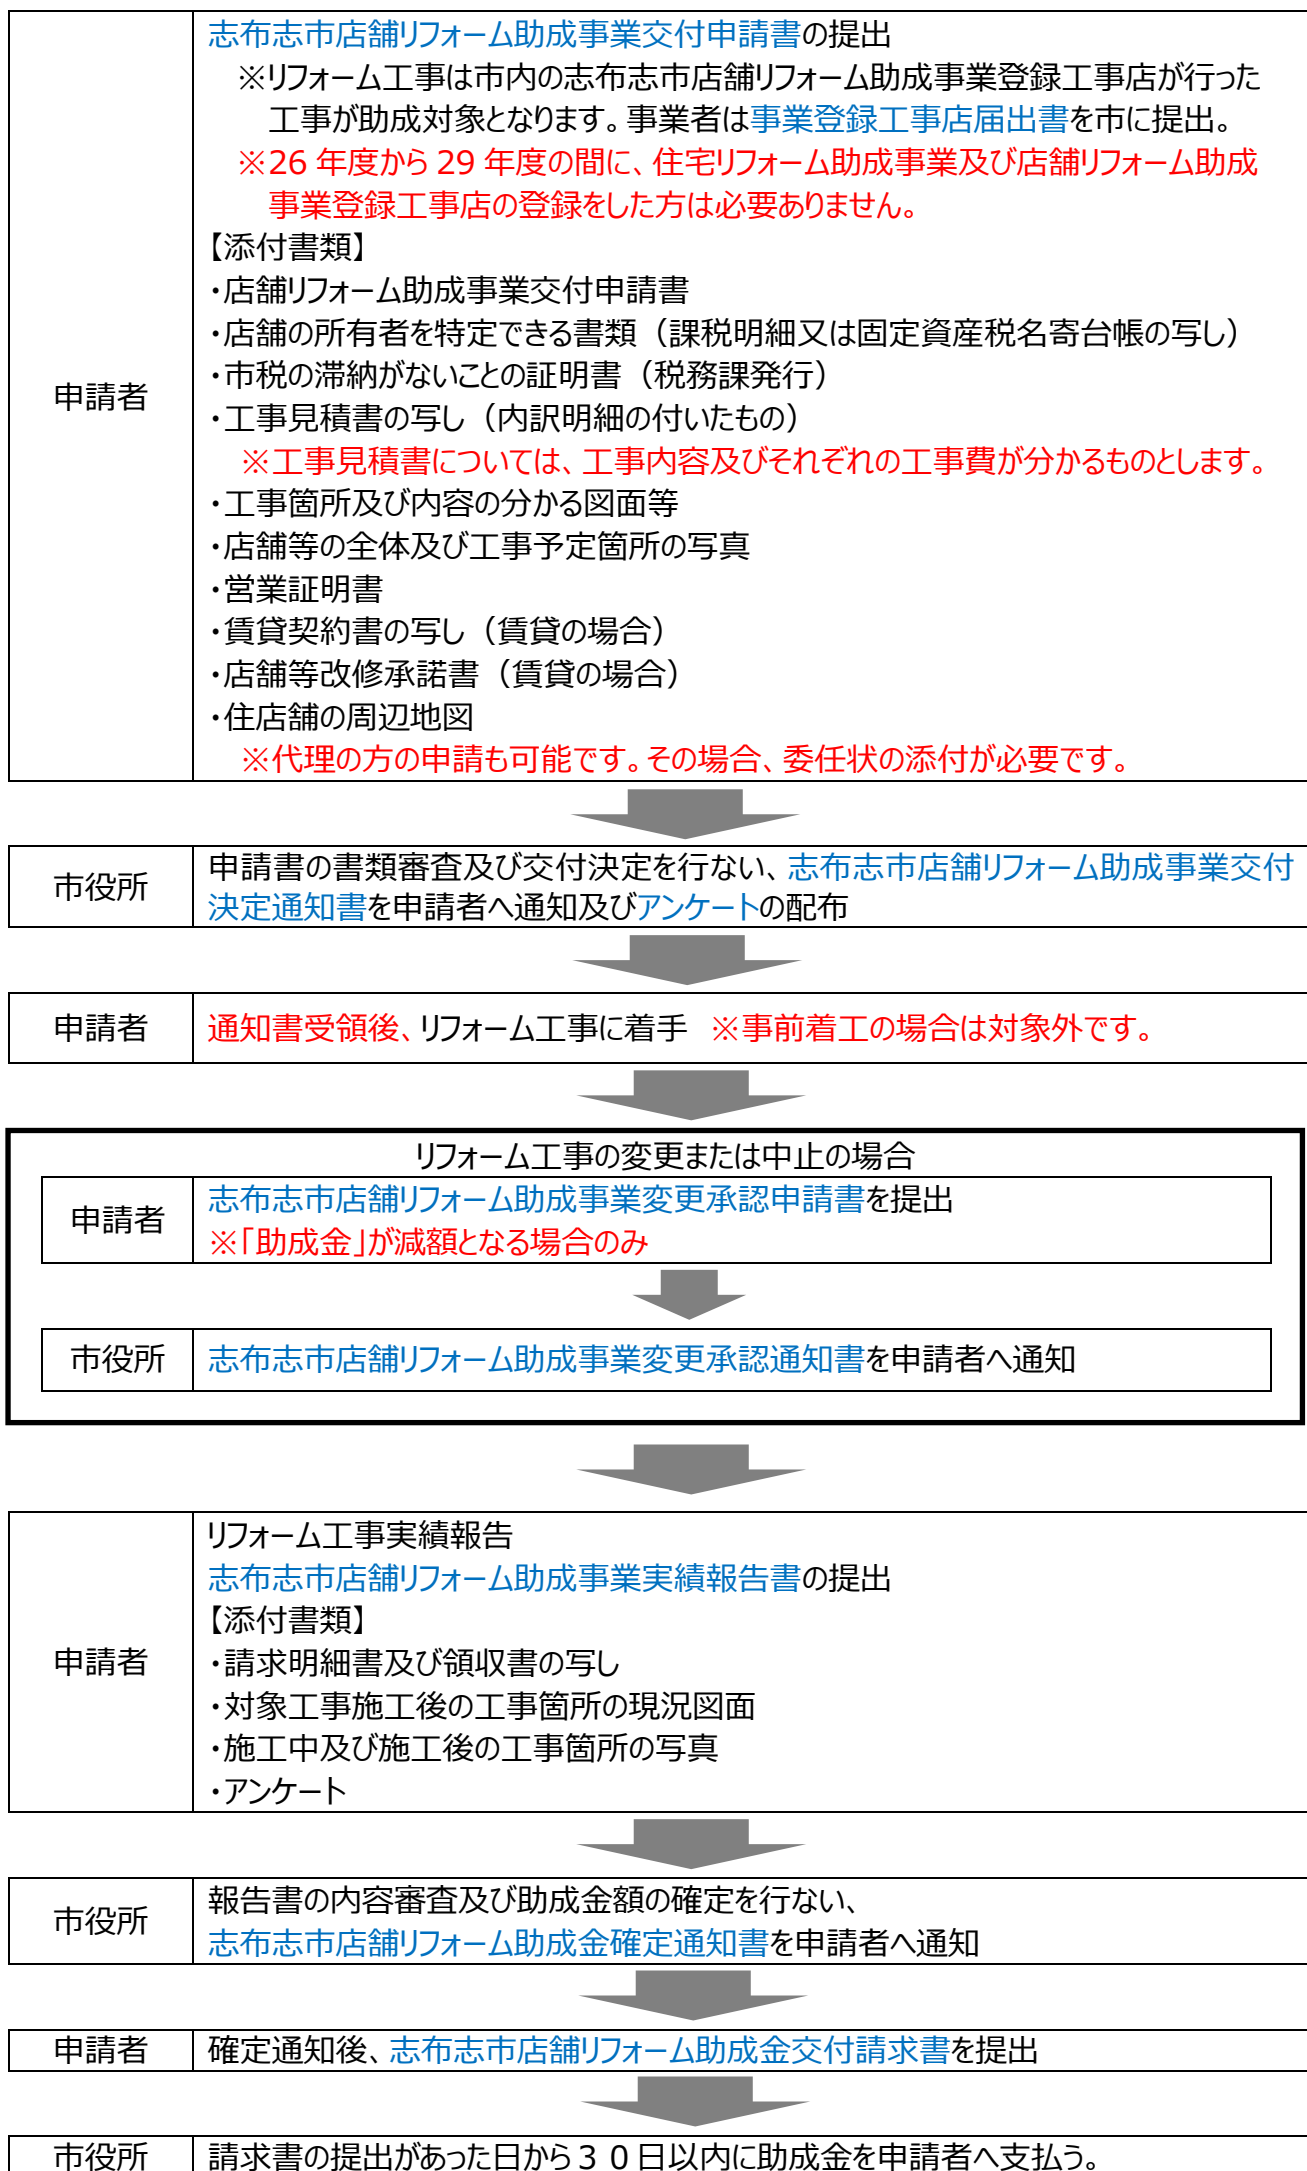 申請者
志布志市店舗リフォーム助成事業交付申請書の提出
※リフォーム工事は市内の志布志市店舗リフォーム助成事業登録工事店が行った
工事が助成対象となります。事業者は事業登録工事店届出書を市に提出。
※26 年度から 29 年度の間に、住宅リフォーム助成事業及び店舗リフォーム助成
事業登録工事店の登録をした方は必要ありません。
【添付書類】
・店舗リフォーム助成事業交付申請書
・店舗の所有者を特定できる書類（課税明細又は固定資産税名寄台帳の写し）
・市税の滞納がないことの証明書（税務課発行）
・工事見積書の写し（内訳明細の付いたもの）
※工事見積書については、工事内容及びそれぞれの工事費が分かるものとします。
・工事箇所及び内容の分かる図面等
・店舗等の全体及び工事予定箇所の写真
・営業証明書
・賃貸契約書の写し（賃貸の場合）
・店舗等改修承諾書（賃貸の場合）
・住店舗の周辺地図
※代理の方の申請も可能です。その場合、委任状の添付が必要です。
市役所
申請書の書類審査及び交付決定を行ない、志布志市店舗リフォーム助成事業交付
決定通知書を申請者へ通知及びアンケートの配布
申請者
通知書受領後、リフォーム工事に着手　※事前着工の場合は対象外です。
リフォーム工事の変更または中止の場合
申請者
志布志市店舗リフォーム助成事業変更承認申請書を提出
※「助成金」が減額となる場合のみ
市役所
志布志市店舗リフォーム助成事業変更承認通知書を申請者へ通知
申請者
リフォーム工事実績報告
志布志市店舗リフォーム助成事業実績報告書の提出
【添付書類】
・請求明細書及び領収書の写し
・対象工事施工後の工事箇所の現況図面
・施工中及び施工後の工事箇所の写真
・アンケート
市役所
報告書の内容審査及び助成金額の確定を行ない、
志布志市店舗リフォーム助成金確定通知書を申請者へ通知
申請者
確定通知後、志布志市店舗リフォーム助成金交付請求書を提出
市役所
請求書の提出があった日から３０日以内に助成金を申請者へ支払う。